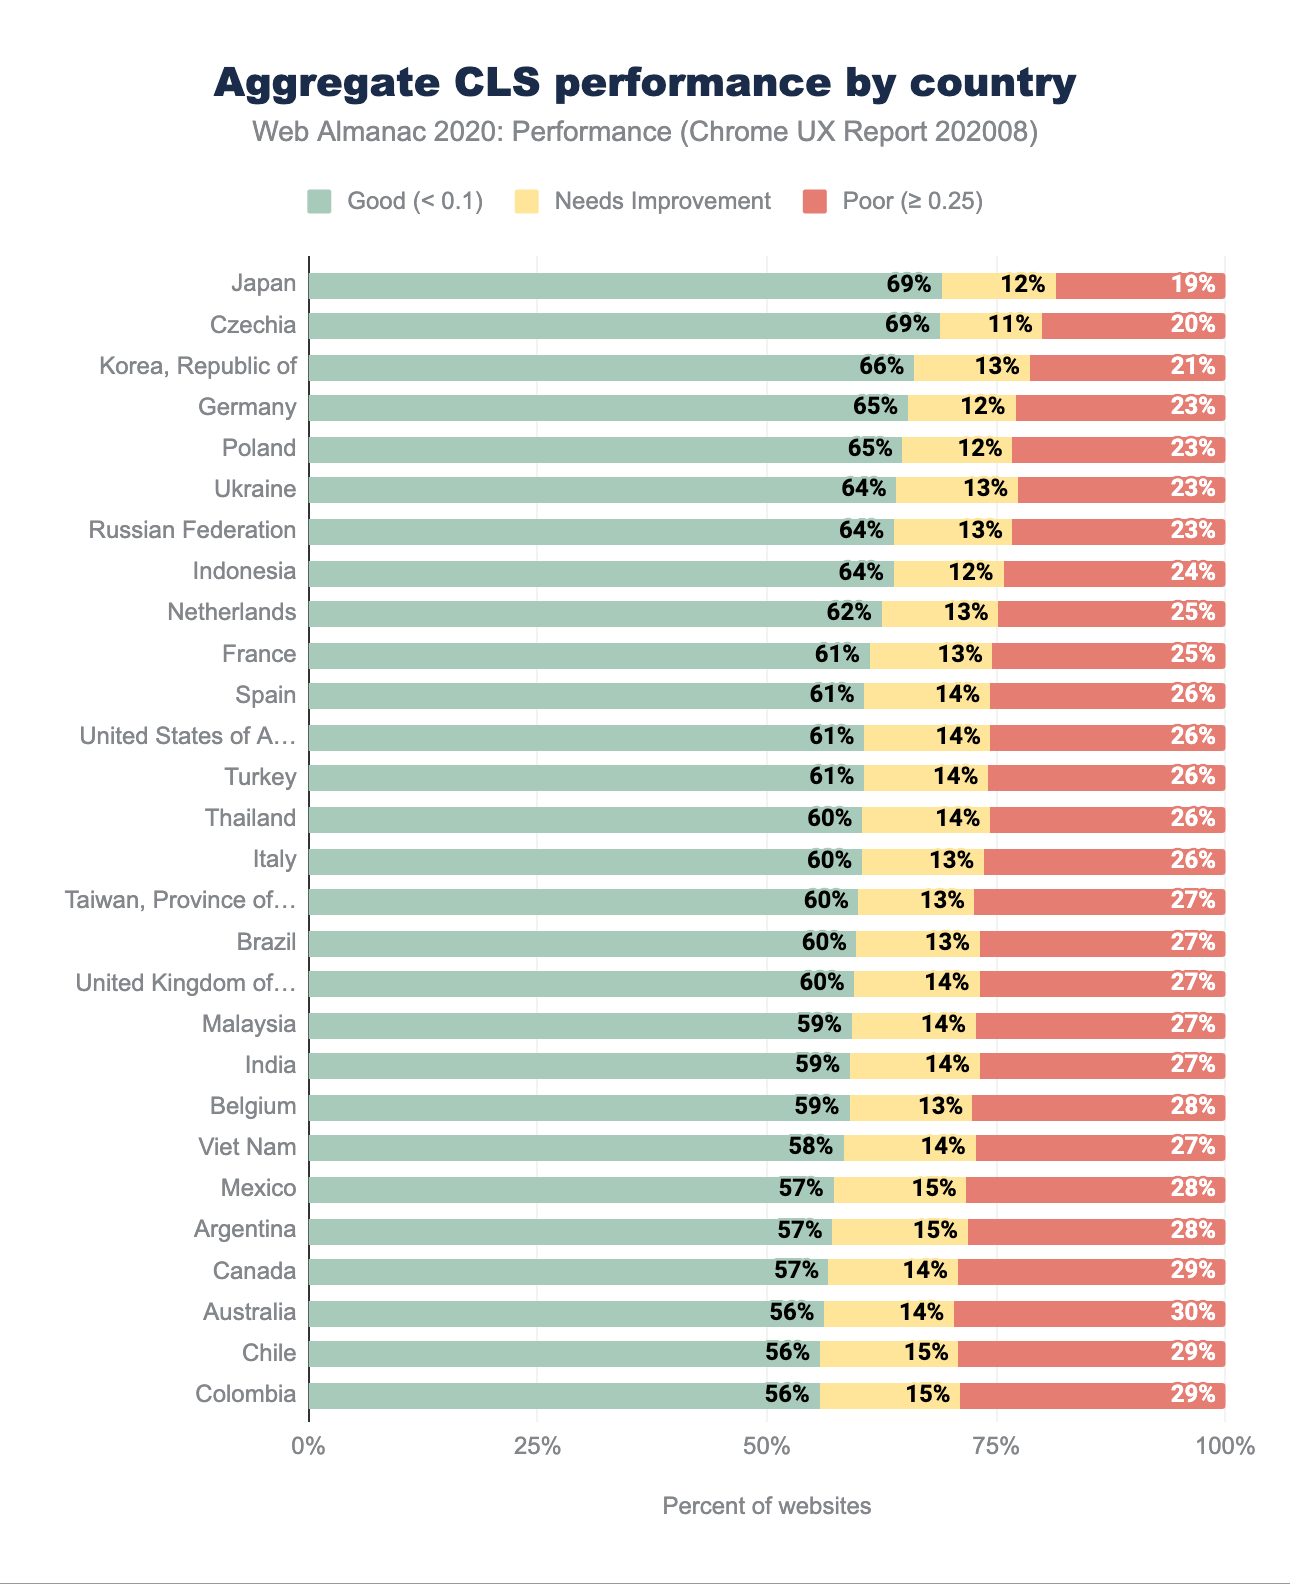 Aggregate CLS performance by country
Web Almanac 2020: Performance (Chrome UX Report 202008)
Good (< 0.1) Needs Improvement Poor (≥ 0.25)
Japan 69% 12% 19%
Czechia 69% 11% 20%
Korea, Republic of 66% 13% 21%
Germany 65% 12% 23%
Poland 65% 12% 23%
Ukraine 64% 13% 23%
Russian Federation 64% 13% 23%
Indonesia 64% 12% 24%
Netherlands 62% 13% 25%
France 61% 13% 25%
Spain 61% 14% 26%
United States of A… 61% 14% 26%
Turkey 61% 14% 26%
Thailand 60% 14% 26%
Italy 60% 13% 26%
Taiwan, Province of… 60% 13% 27%
Brazil 60% 13% 27%
United Kingdom of… 60% 14% 27%
Malaysia 59% 14% 27%
India 59% 14% 27%
Belgium 59% 13% 28%
Viet Nam 58% 14% 27%
Mexico 57% 15% 28%
Argentina 57% 15% 28%
Canada 57% 14% 29%
Australia 56% 14% 30%
Chile 56% 15% 29%
Colombia 56% 15% 29%
0% 25% 50% 75% 100%
Percent of websites